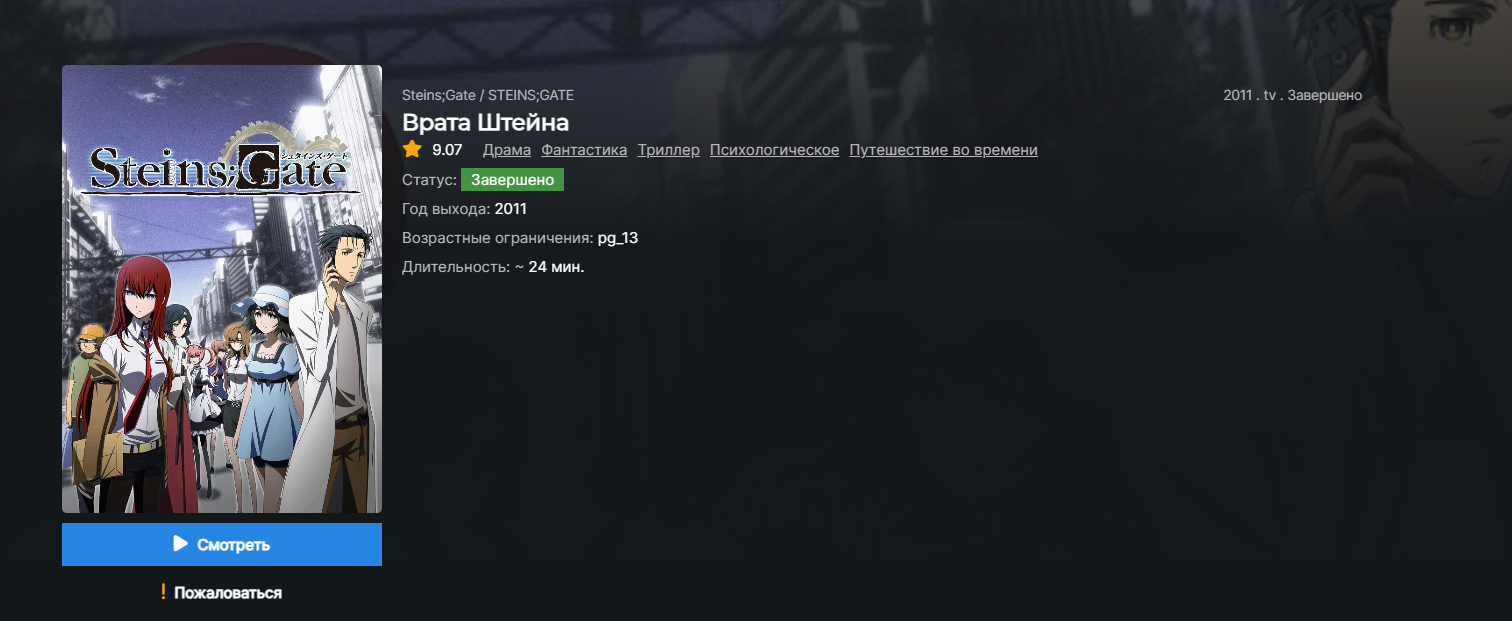 Steins;Gate / STEINS;GATE
2011 . tv . Завершено
Врата Штейна
9.07 Драма Фантастика Триллер Психологическое Путешествие во времени
Статус: Завершено
Год выхода: 2011
Возрастные ограничения: pg_13
Длительность: ~ 24 мин.
シュタインズ・ゲート
Steins;Gate
Смотреть
! Пожаловаться